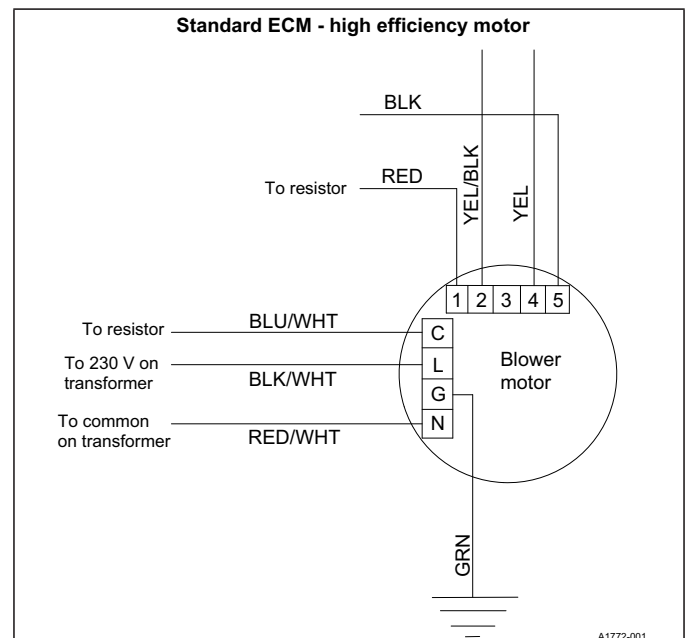 Standard ECM - high efficiency motor
BLK
RED
To resistor
YEL/BLK
YEL
1 2 3 4 5
To resistor
BLU/WHT
C
To 230 V on
transformer
BLK/WHT
L
Blower
motor
G
To common
on transformer
RED/WHT
N
GRN
A1772-001